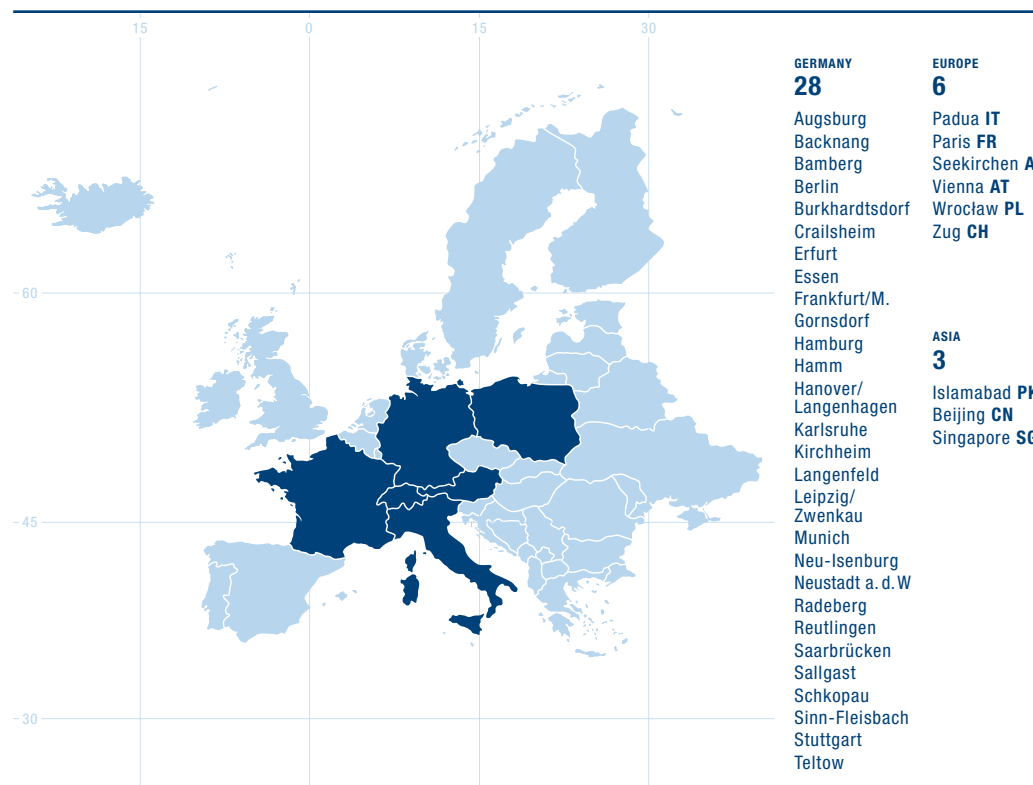 15
0
15
30
60
45
30
GERMANY
28
Augsburg
Backnang
Bamberg
Berlin
Burkhardtsdorf
Crailsheim
Erfurt
Essen
Frankfurt/M.
Gornsdorf
Hamburg
Hamm
Hanover/
Langenhagen
Karlsruhe
Kirchheim
Langenfeld
Leipzig/
Zwenkau
Munich
Neu-Isenburg
Neustadt a. d. W
Radeberg
Reutlingen
Saarbrücken
Sallgast
Schkopau
Sinn-Fleisbach
Stuttgart
Teltow
EUROPE
6
Padua IT
Paris FR
Seekirchen A
Vienna AT
Wrocław PL
Zug CH
ASIA
3
Islamabad PK
Beijing CN
Singapore SG